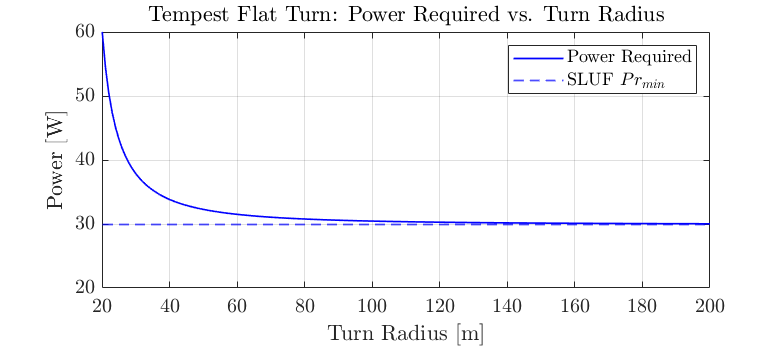 Tempest Flat Turn: Power Required vs. Turn Radius
Power Required
SLUF Pr_min
Power [W]
60
50
40
30
20
20 40 60 80 100 120 140 160 180 200
Turn Radius [m]